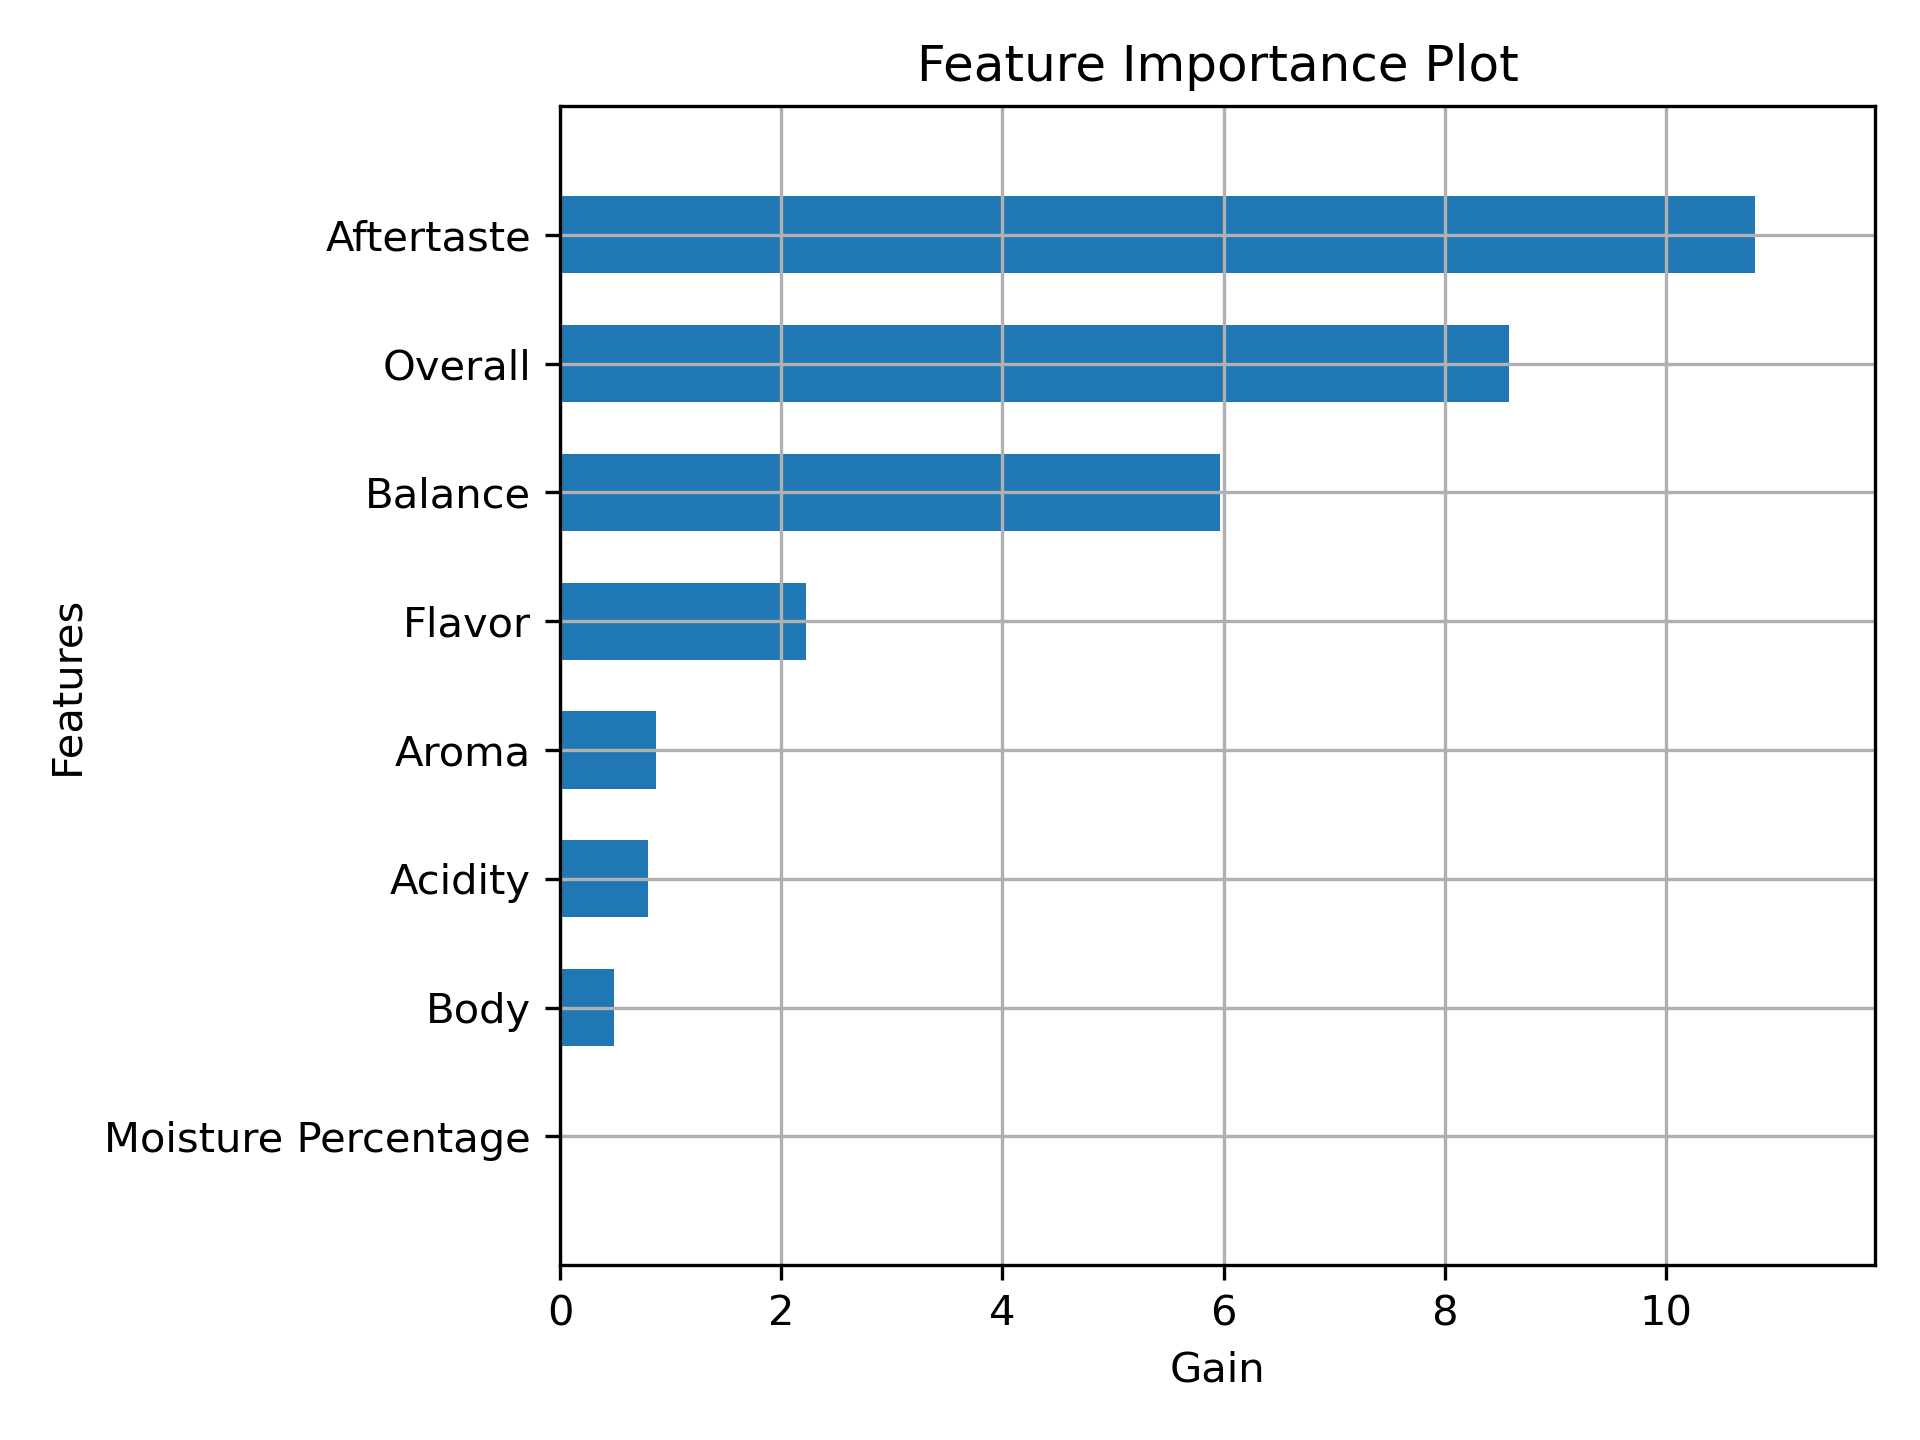 Feature Importance Plot
Features
Aftertaste
Overall
Balance
Flavor
Aroma
Acidity
Body
Moisture Percentage
0 2 4 6 8 10
Gain